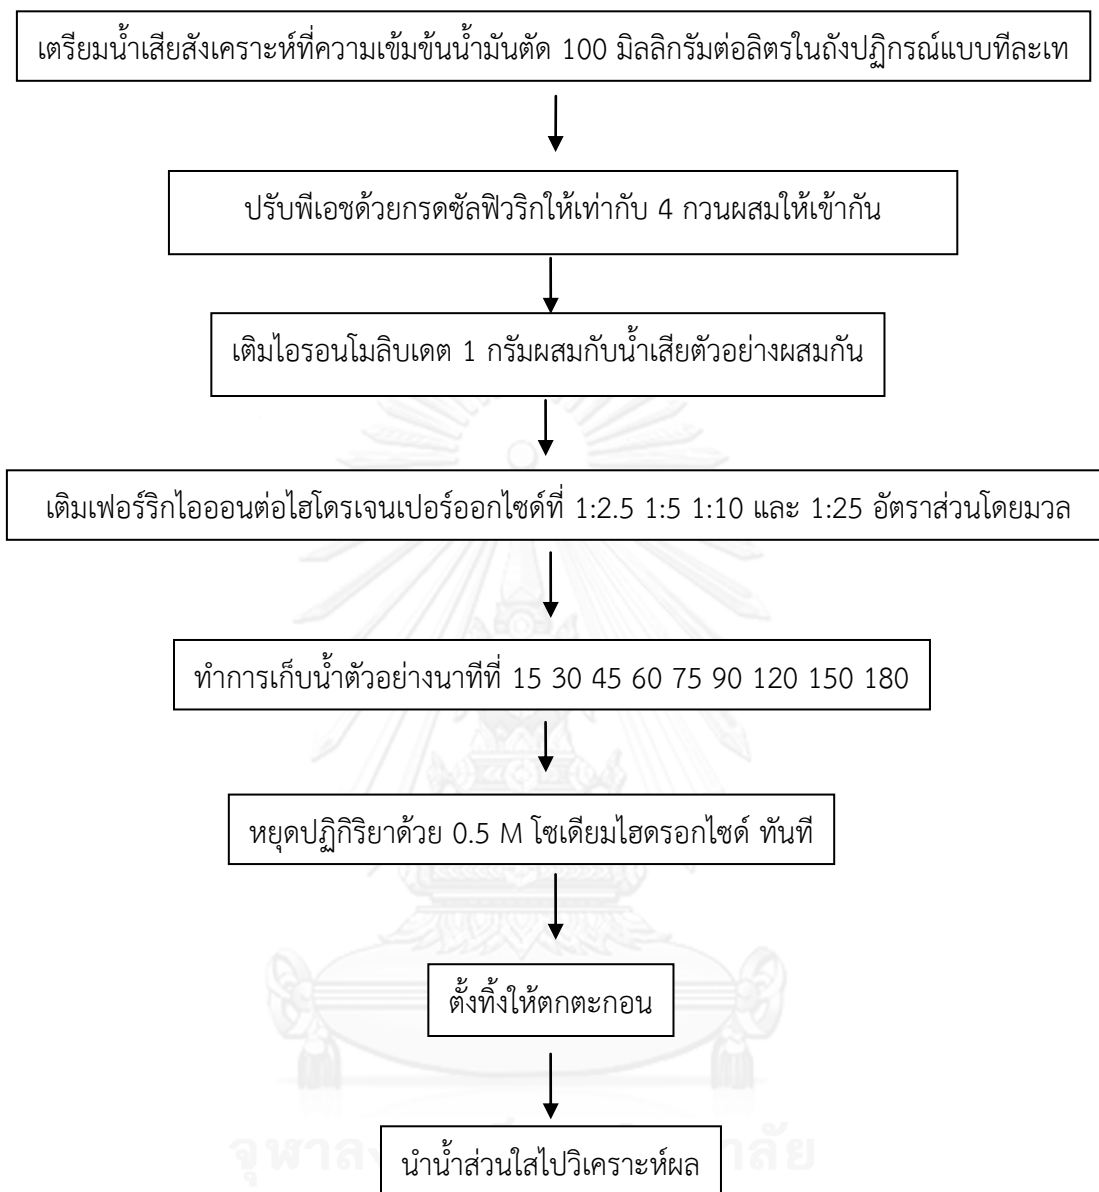 เตรียมน้ำเสียสังเคราะห์ที่ความเข้มข้นน้ำมันตัด 100 มิลลิกรัมต่อลิตรในถังปฏิกรณ์แบบทีละเท
ปรับพีเอชด้วยกรดซัลฟิวริกให้เท่ากับ 4 กวนผสมให้เข้ากัน
เติมไอรอนโมลิบเดต 1 กรัมผสมกับน้ำเสียตัวอย่างผสมกัน
เติมเฟอร์ริกไอออนต่อไฮโดรเจนเปอร์ออกไซด์ที่ 1:2.5 1:5 1:10 และ 1:25 อัตราส่วนโดยมวล
ทำการเก็บน้ำตัวอย่างนาทีที่ 15 30 45 60 75 90 120 150 180
หยุดปฏิกิริยาด้วย 0.5 M โซเดียมไฮดรอกไซด์ ทันที
ตั้งทิ้งให้ตกตะกอน
นำน้ำส่วนใสไปวิเคราะห์ผล